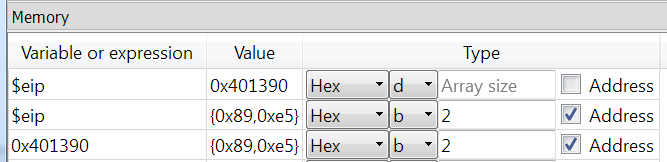 Memory
Variable or expression Value Type
$eip 0x401390 Hex d Array size Address
$eip {0x89,0xe5} Hex b 2 Address
0x401390 {0x89,0xe5} Hex b 2 Address